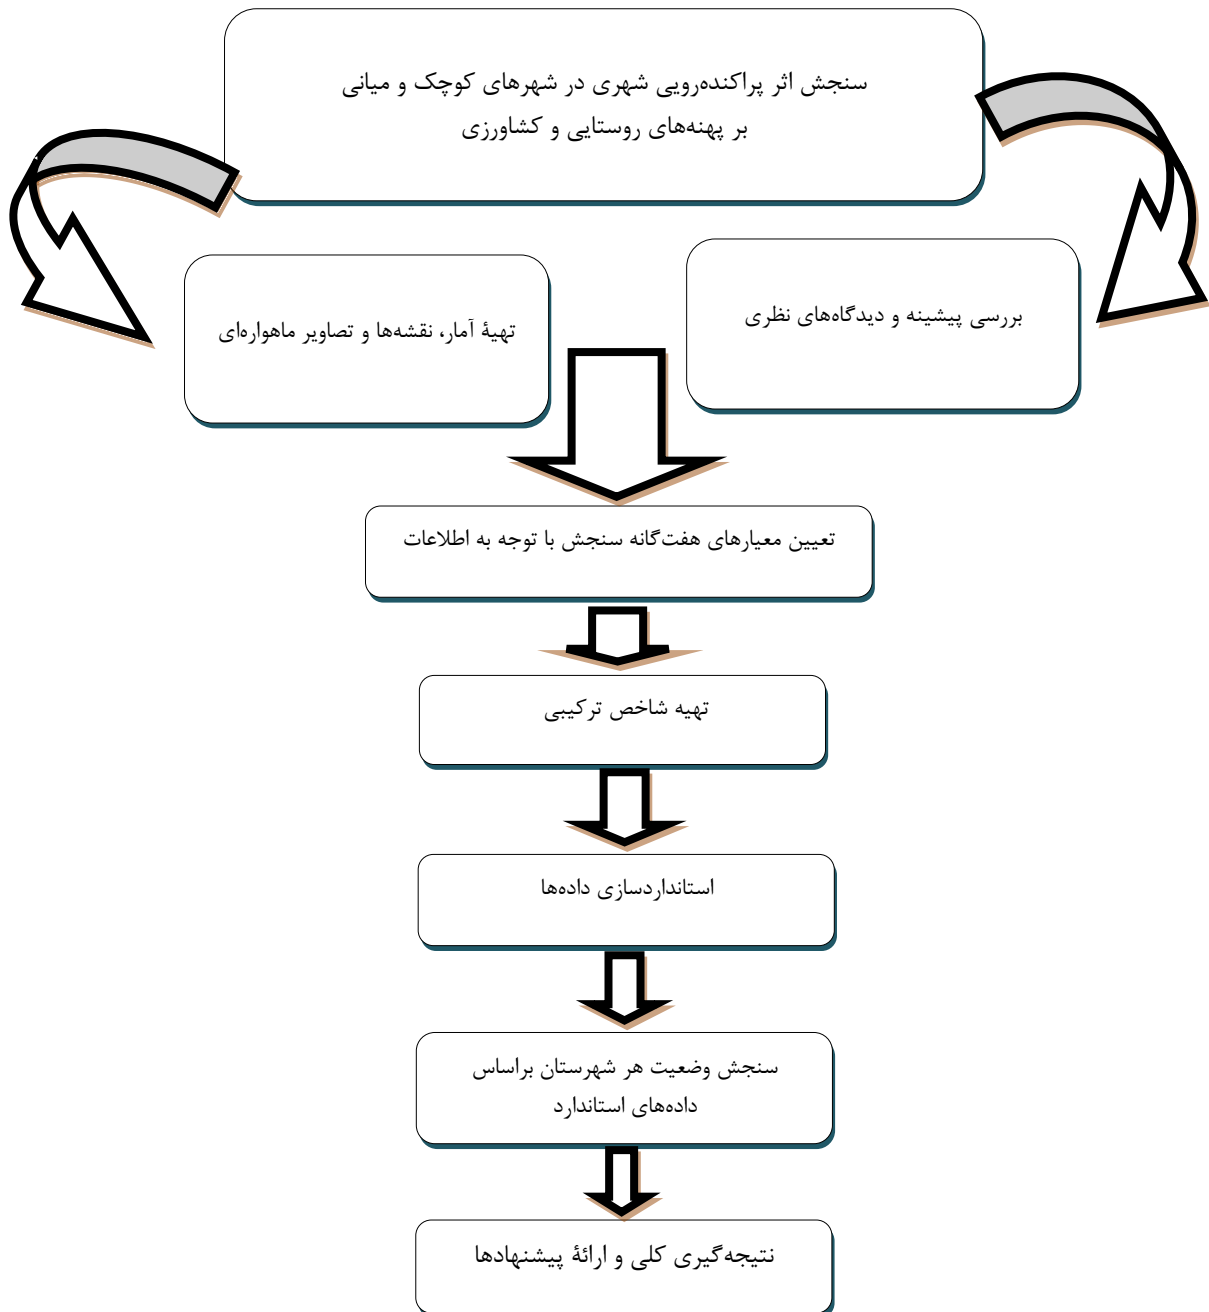 سنجش اثر پراکنده‌رویی شهری در شهرهای کوچک و میانی
بر پهنه‌های روستایی و کشاورزی
بررسی پیشینه و دیدگاه‌های نظری
تهیۀ آمار، نقشه‌ها و تصاویر ماهواره‌ای
تعیین معیارهای هفت‌گانه سنجش با توجه به اطلاعات
تهیه شاخص ترکیبی
استانداردسازی داده‌ها
سنجش وضعیت هر شهرستان براساس
داده‌های استاندارد
نتیجه‌گیری کلی و ارائۀ پیشنهادها